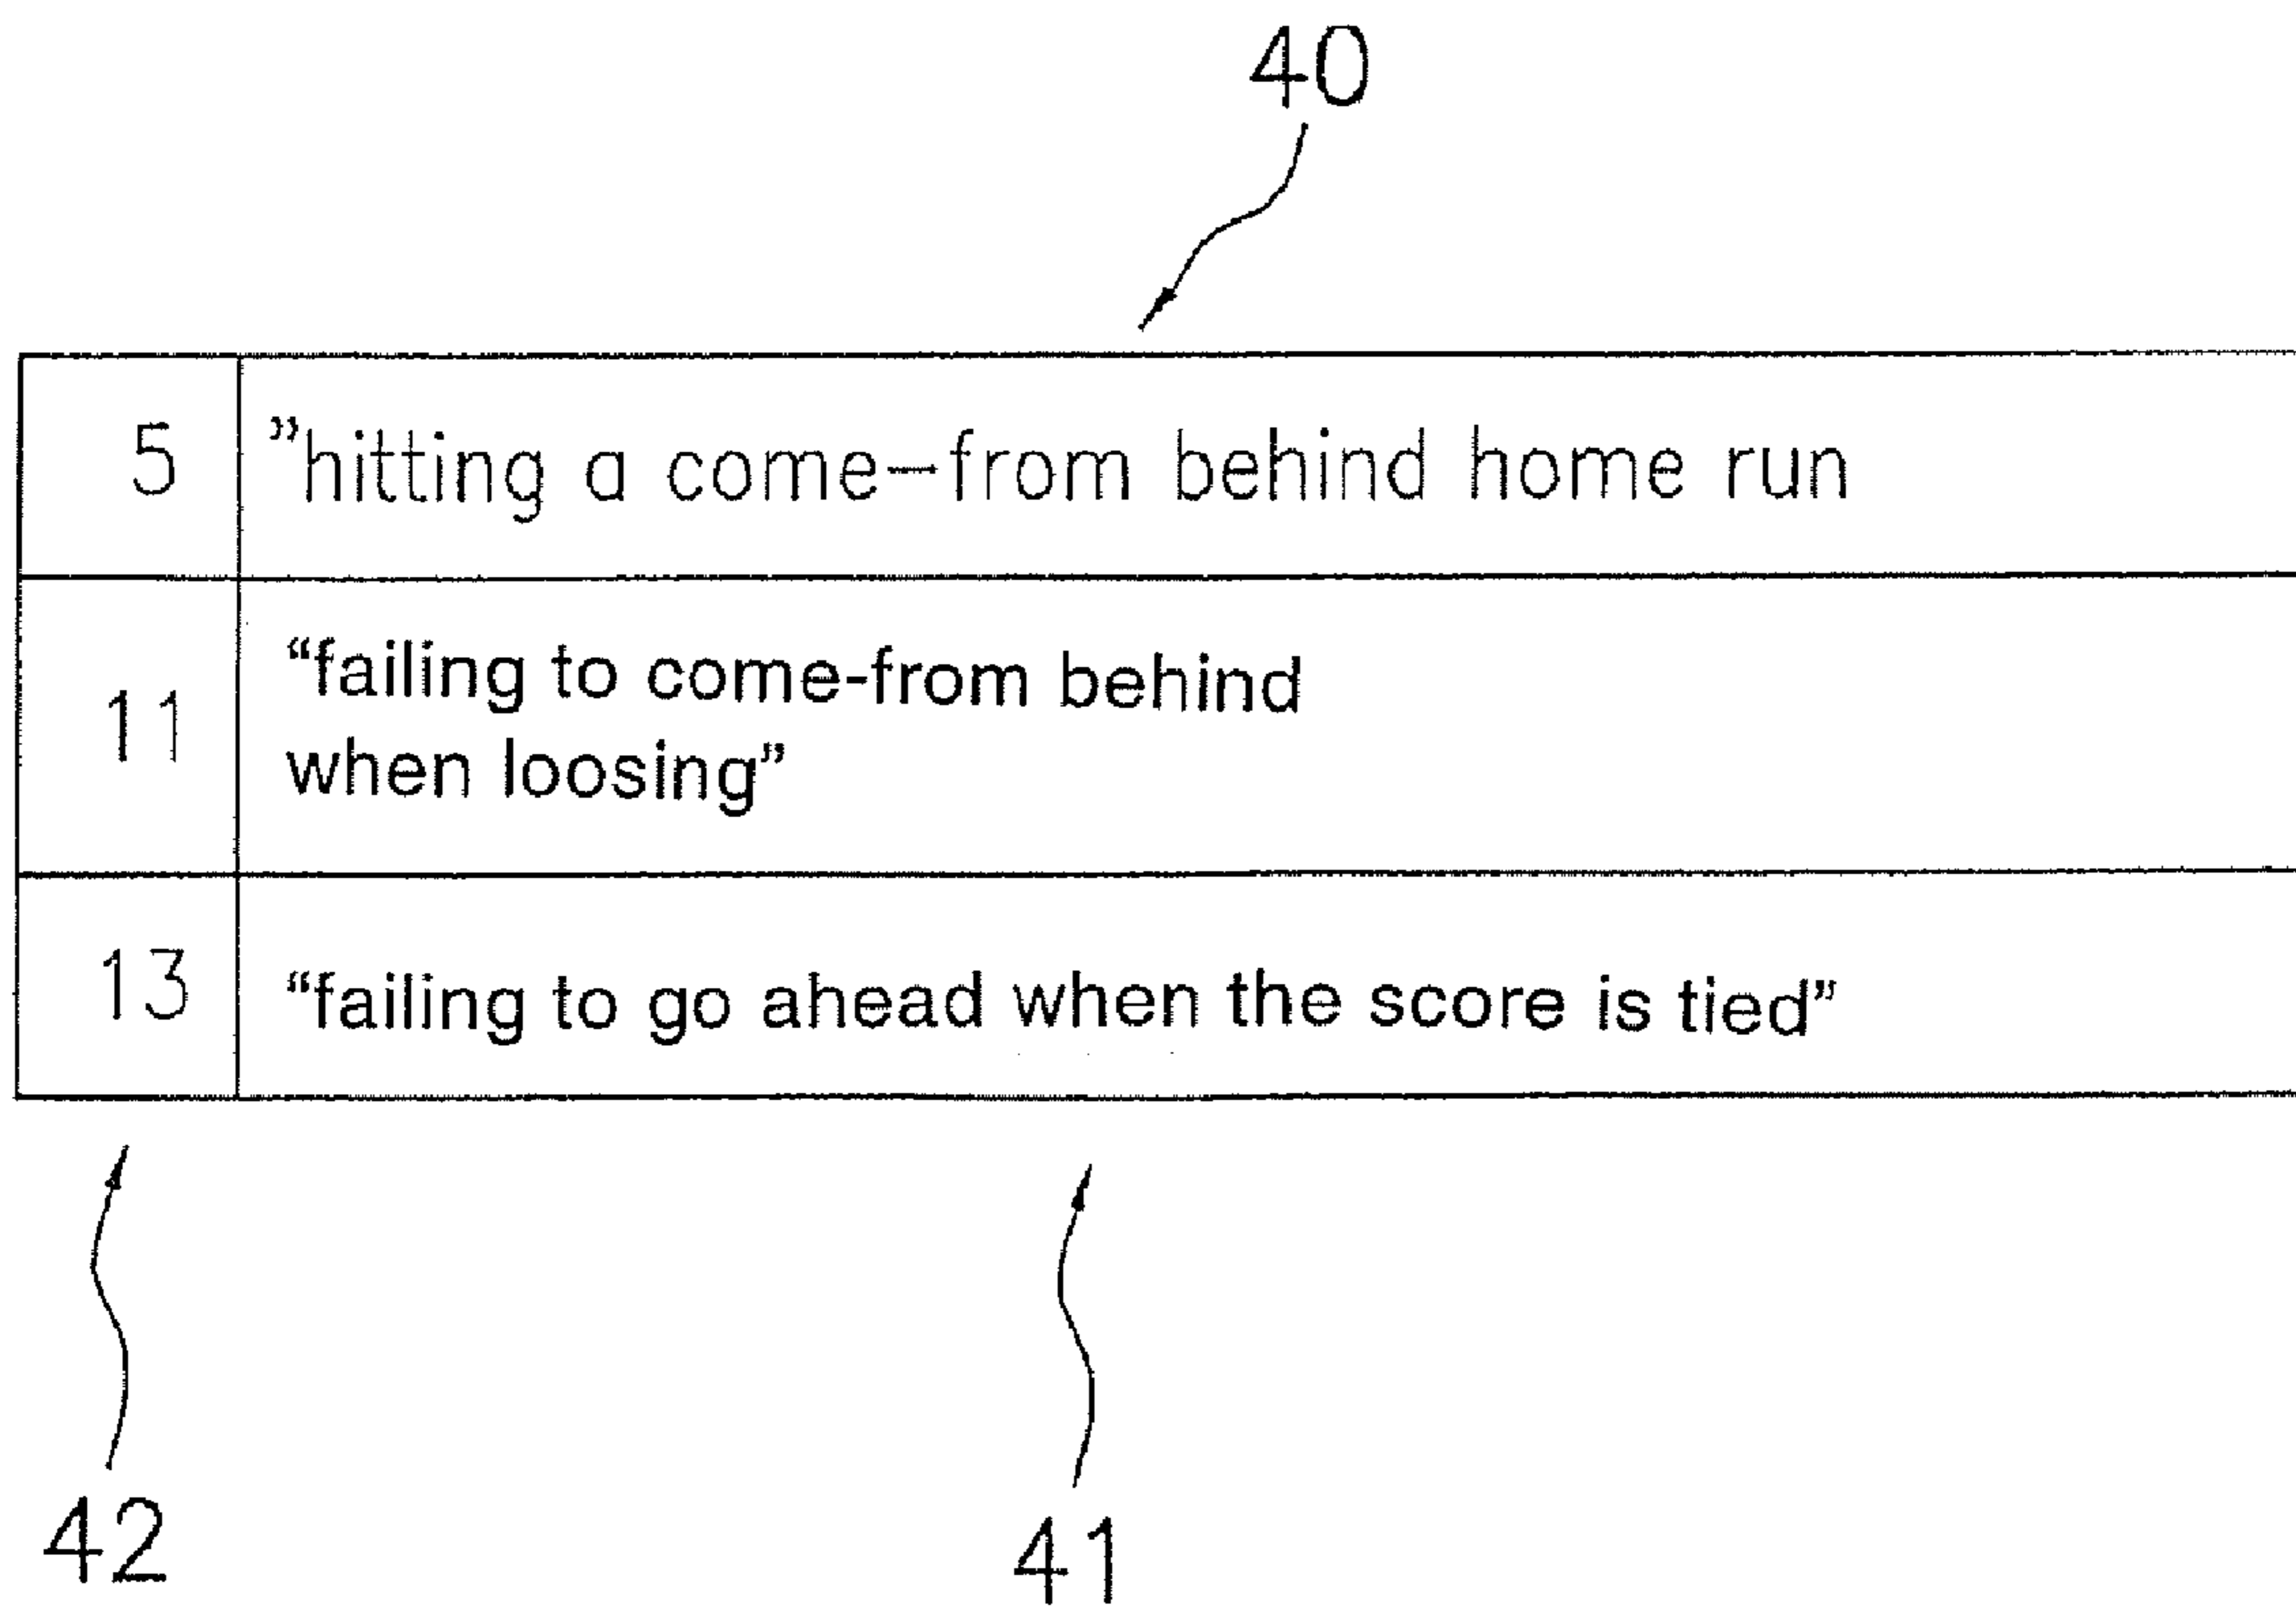 40
5 ”hitting a come-from behind home run
11 “failing to come-from behind
when loosing”
13 “failing to go ahead when the score is tied”
42 41